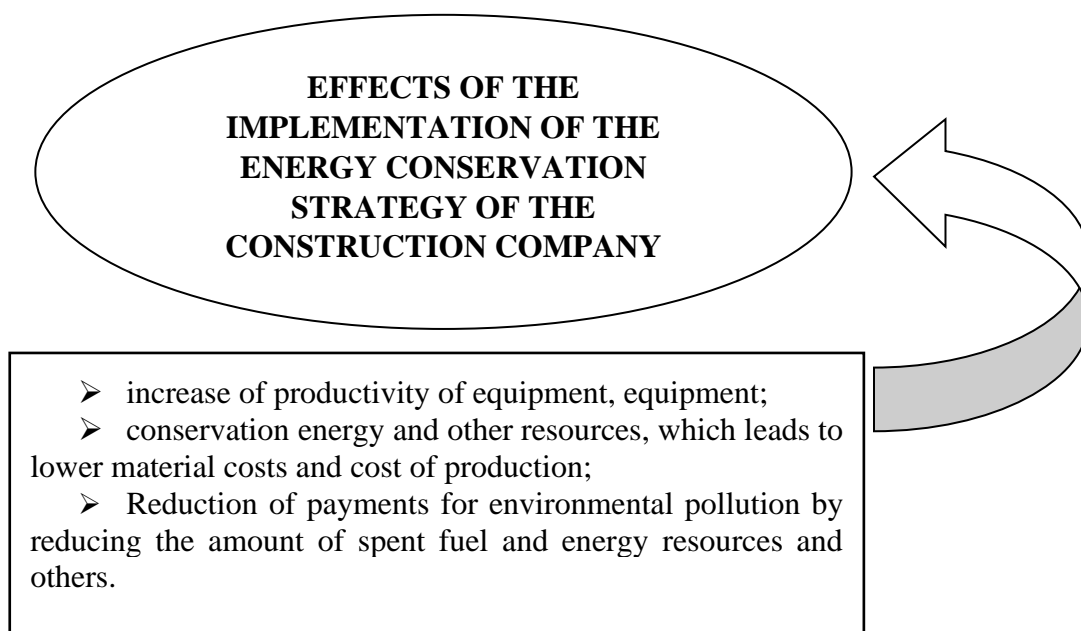 EFFECTS OF THE
IMPLEMENTATION OF THE
ENERGY CONSERVATION
STRATEGY OF THE
CONSTRUCTION COMPANY
➢ increase of productivity of equipment, equipment;
➢ conservation energy and other resources, which leads to
lower material costs and cost of production;
➢ Reduction of payments for environmental pollution by
reducing the amount of spent fuel and energy resources and
others.